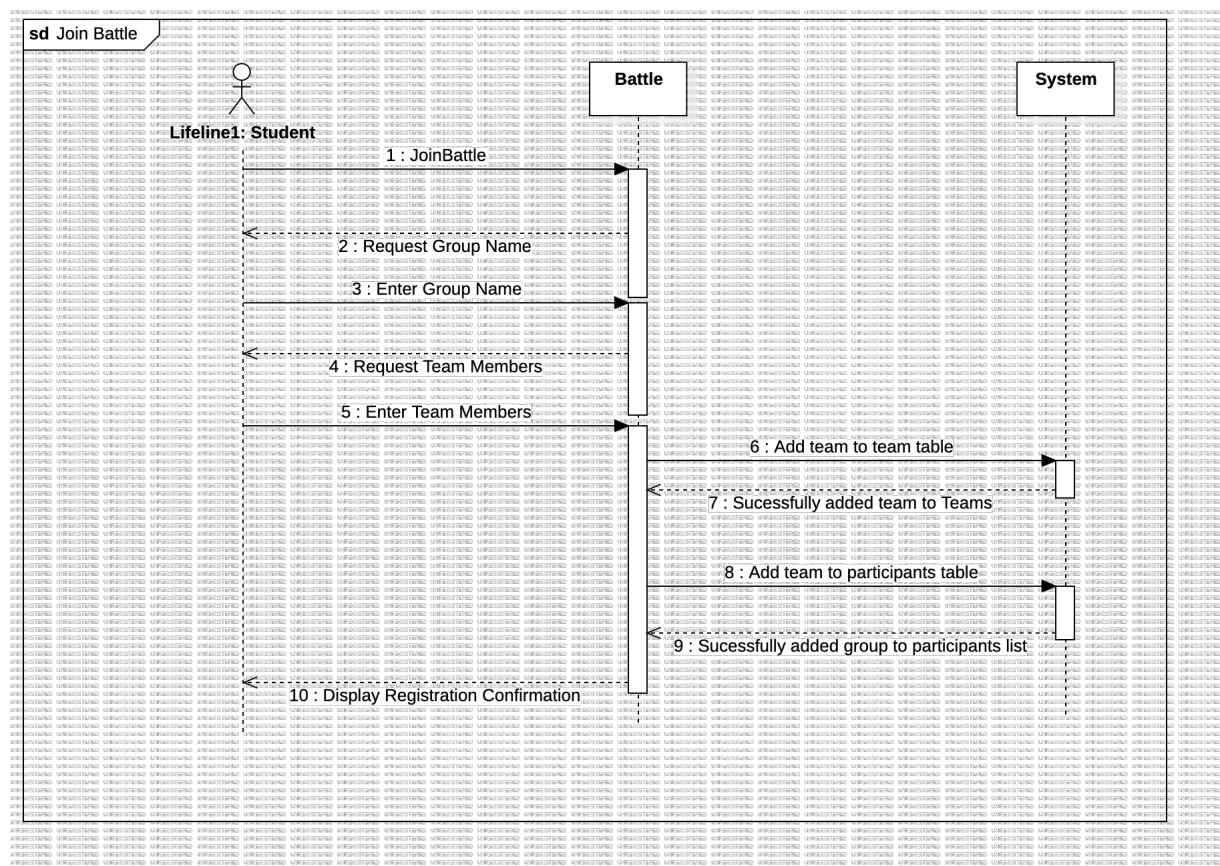 sd Join Battle
Battle
System
Lifeline1: Student
1 : JoinBattle
2 : Request Group Name
3 : Enter Group Name
4 : Request Team Members
5 : Enter Team Members
6 : Add team to team table
7 : Sucessfully added team to Teams
8 : Add team to participants table
9 : Sucessfully added group to participants list
10 : Display Registration Confirmation